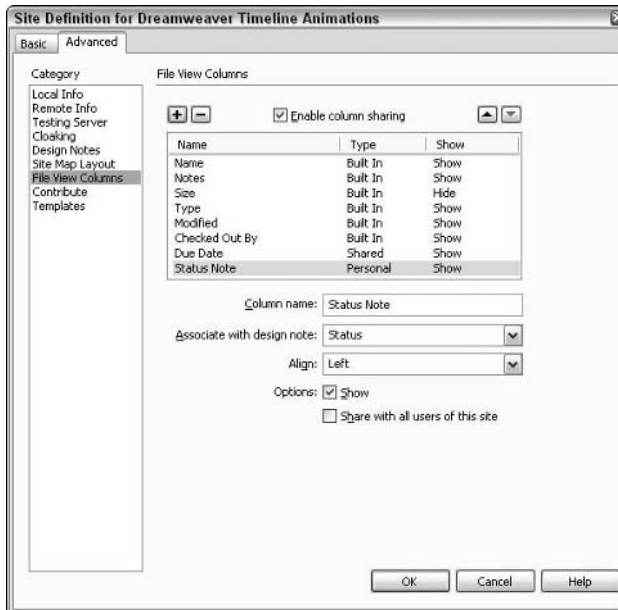 Site Definition for Dreamweaver Timeline Animations
Basic Advanced
Category
Local Info
Remote Info
Testing Server
Cloaking
Design Notes
Site Map Layout
File View Columns
Contribute
Templates
File View Columns
Enable column sharing
Name Type Show
Name Built In Show
Notes Built In Show
Size Built In Hide
Type Built In Show
Modified Built In Show
Checked Out By Built In Show
Due Date Shared Show
Status Note Personal Show
Column name: Status Note
Associate with design note: Status
Align: Left
Options: Show
Share with all users of this site
OK Cancel Help